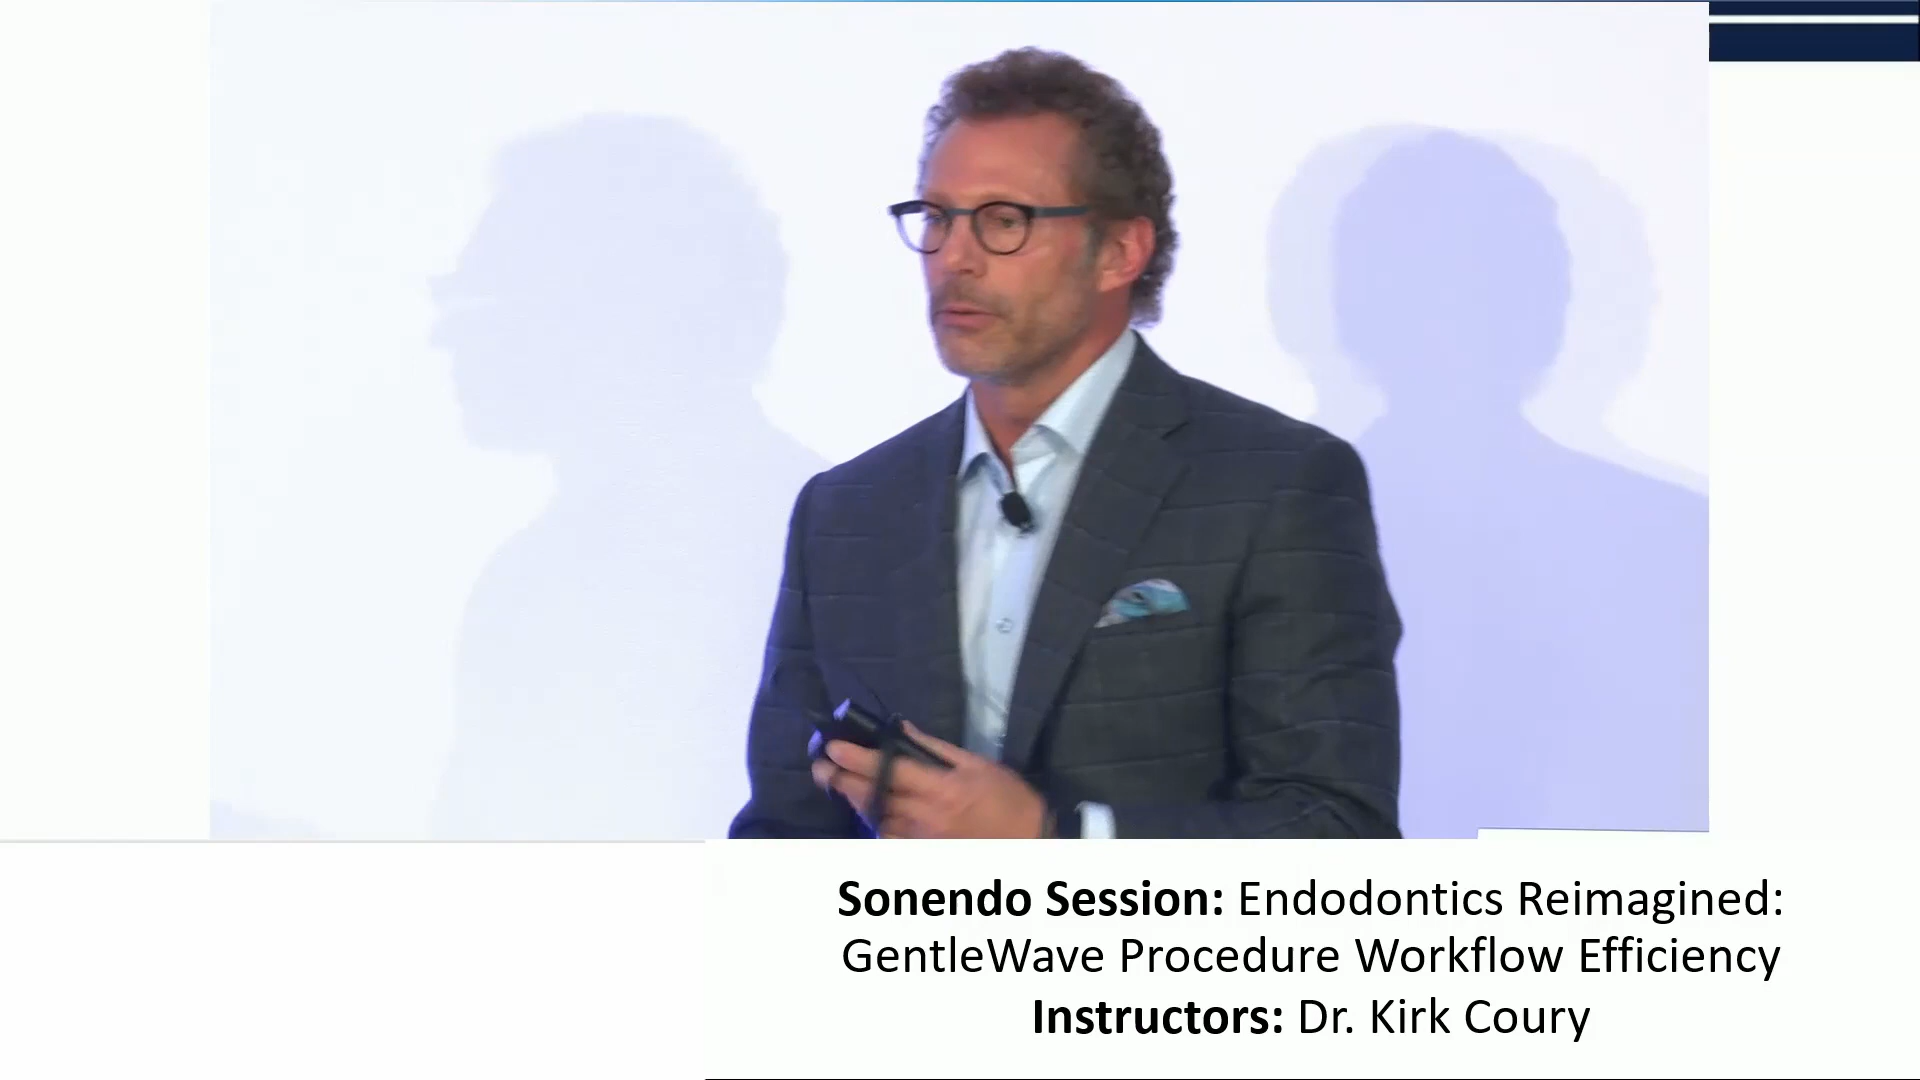 Sonendo Session: Endodontics Reimagined:
GentleWave Procedure Workflow Efficiency
Instructors: Dr. Kirk Coury